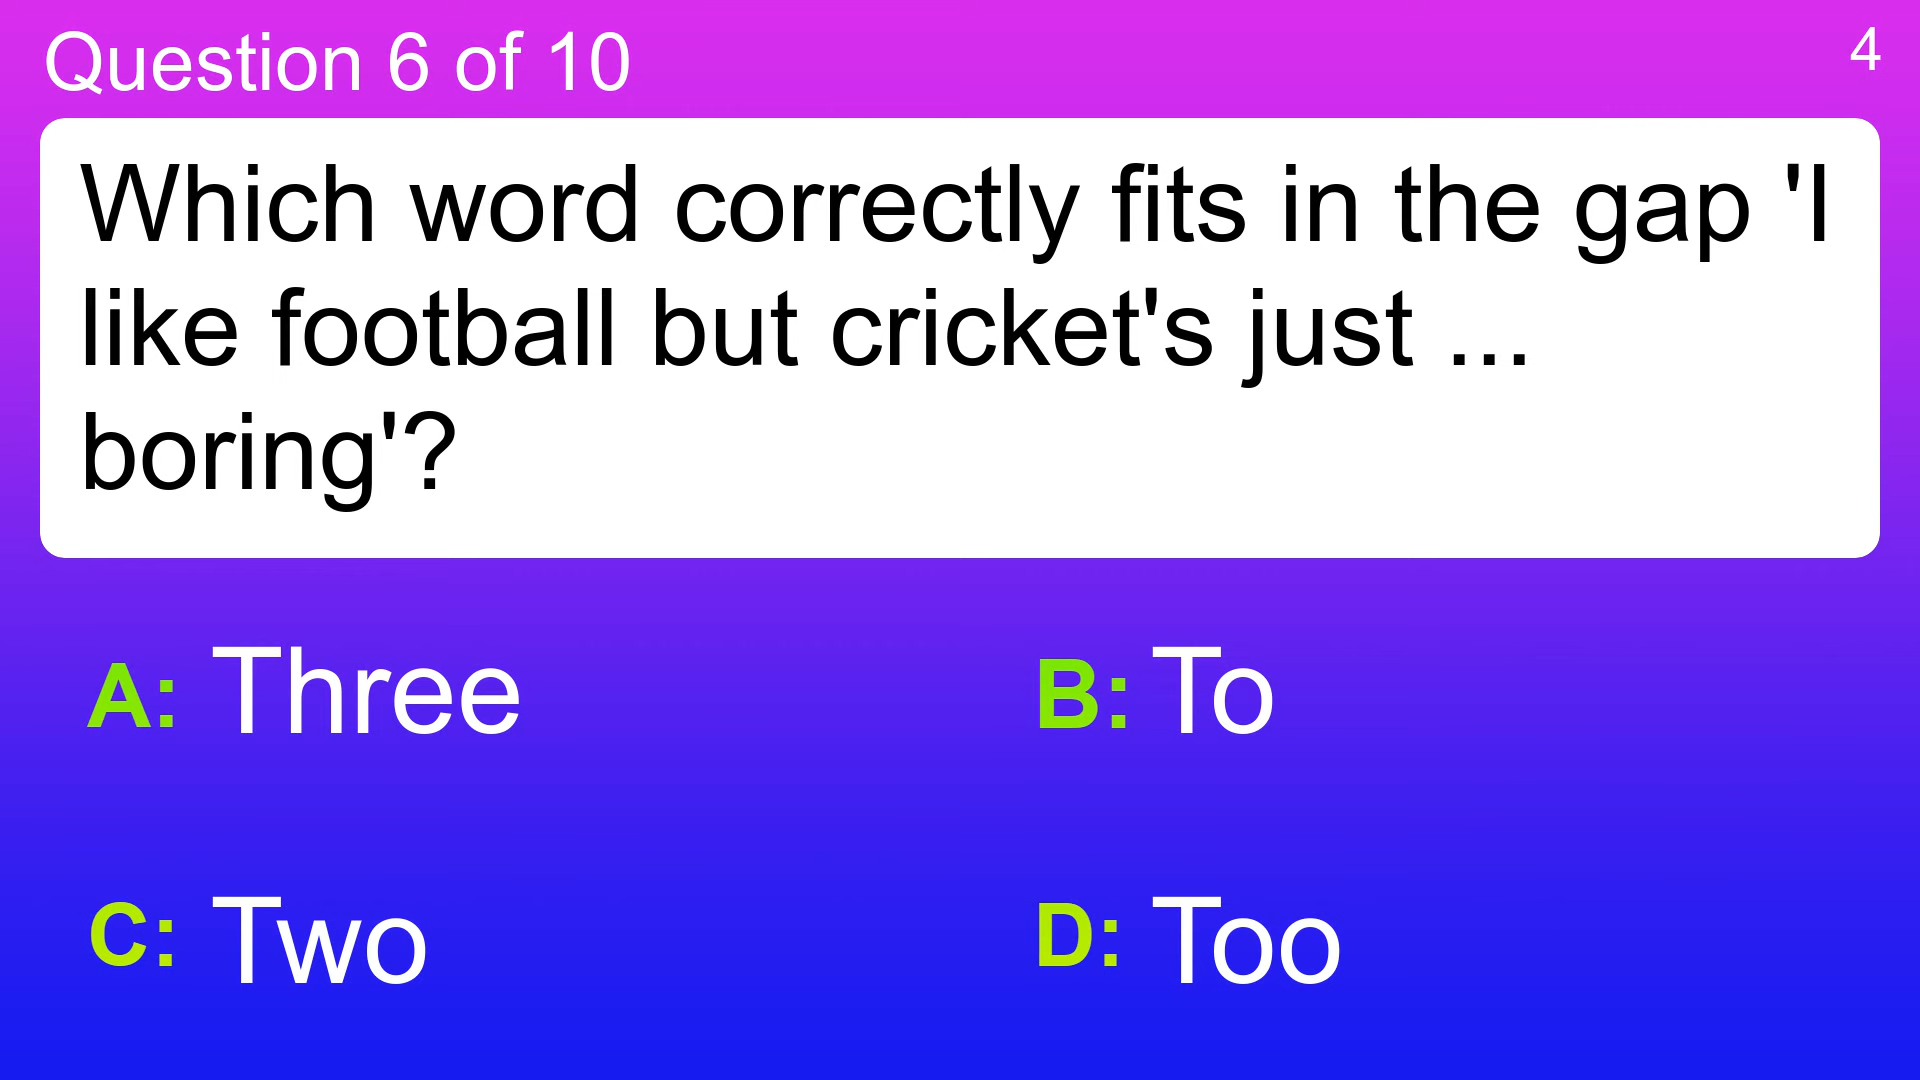 Question 6 of 10
4
Which word correctly fits in the gap 'I
like football but cricket's just ...
boring'?
A: Three
B: To
C: Two
D: Too